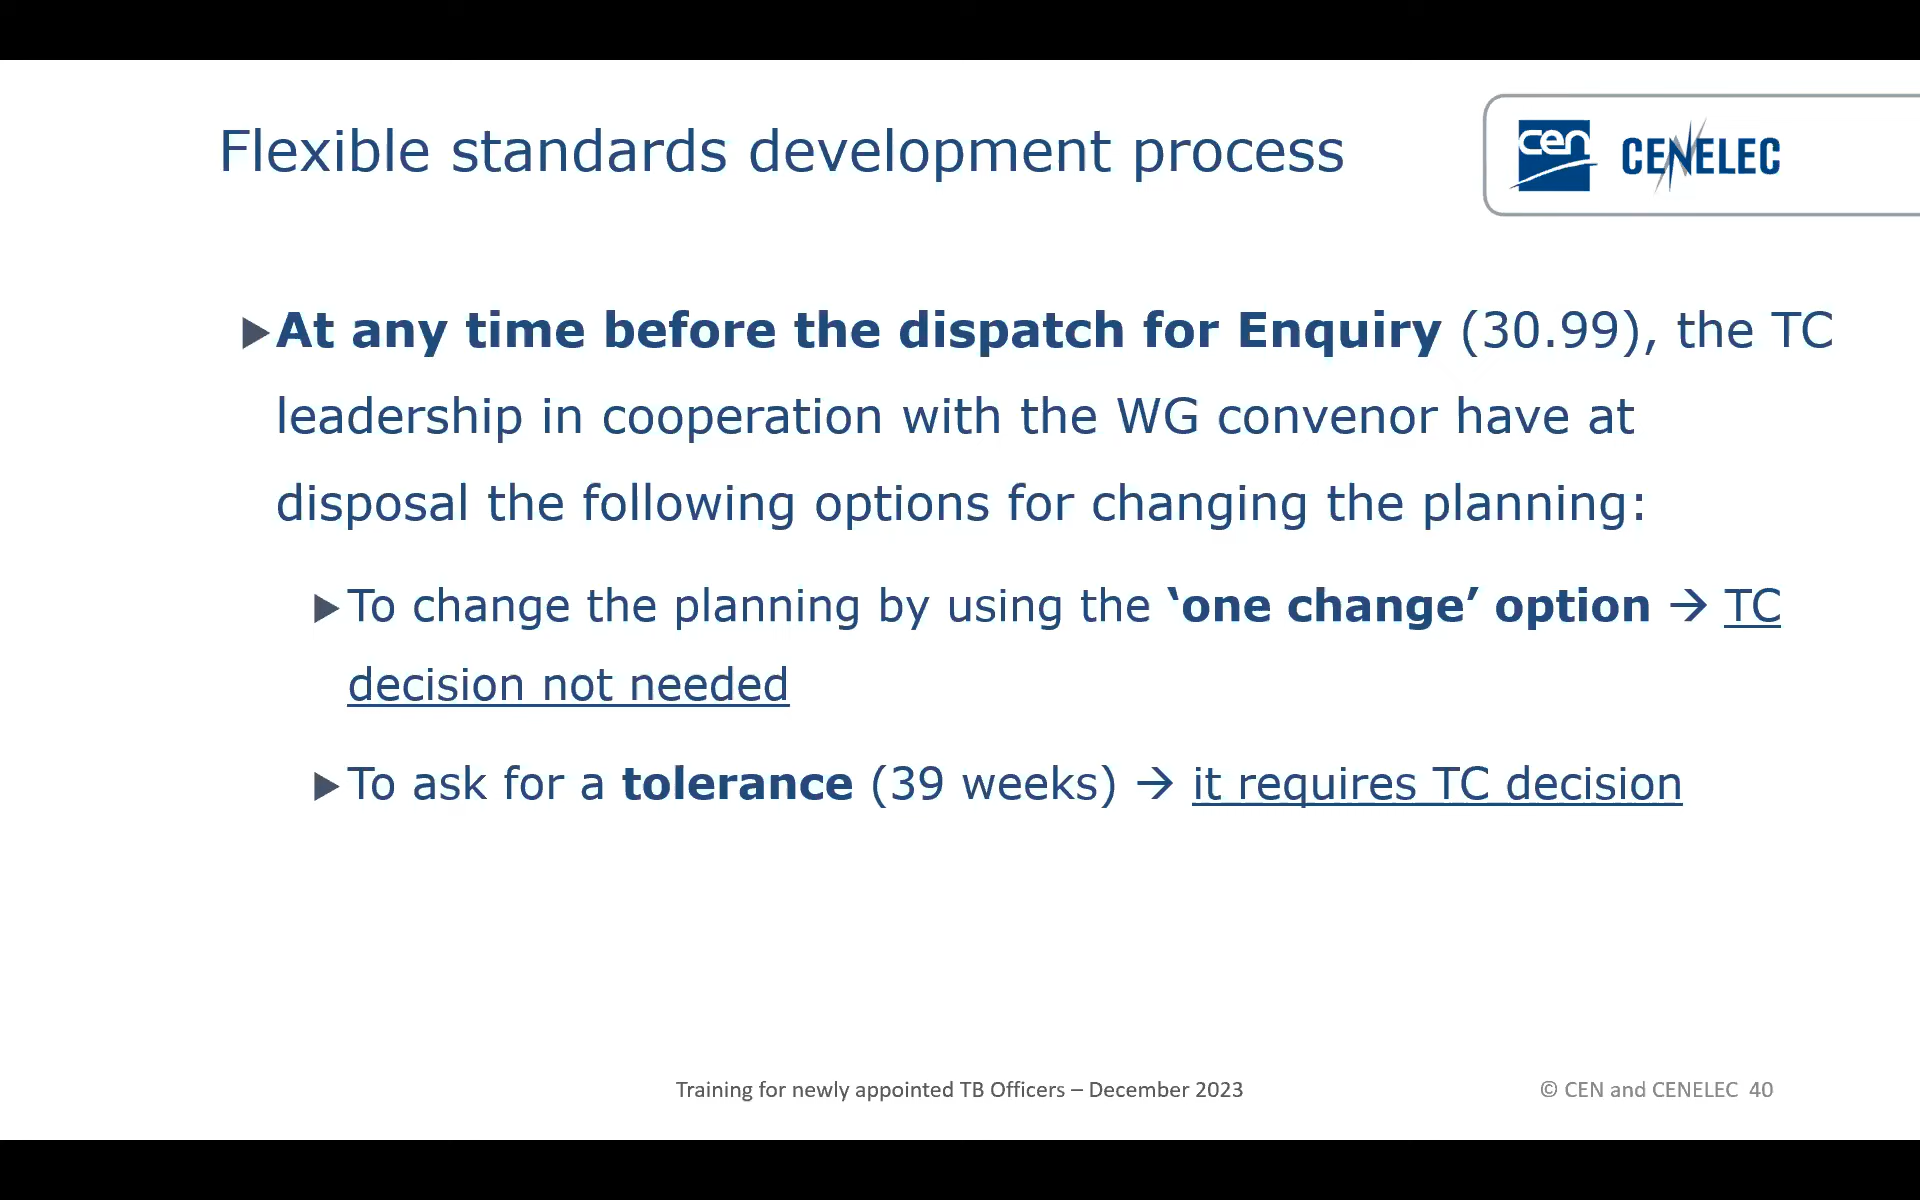 Flexible standards development process
cen CENELEC
▶At any time before the dispatch for Enquiry (30.99), the TC
leadership in cooperation with the WG convenor have at
disposal the following options for changing the planning:
▶To change the planning by using the ‘one change’ option → TC
decision not needed
▶To ask for a tolerance (39 weeks) → it requires TC decision
Training for newly appointed TB Officers – December 2023
© CEN and CENELEC 40